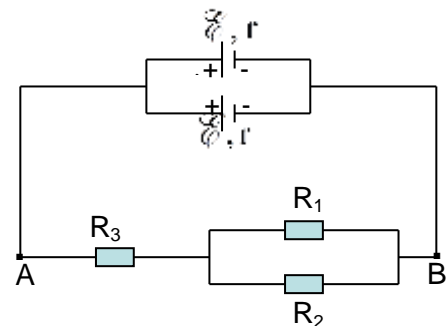 ℰ, r
+ -
+ -
ℰ, r
R₁
R₃
A
B
R₂